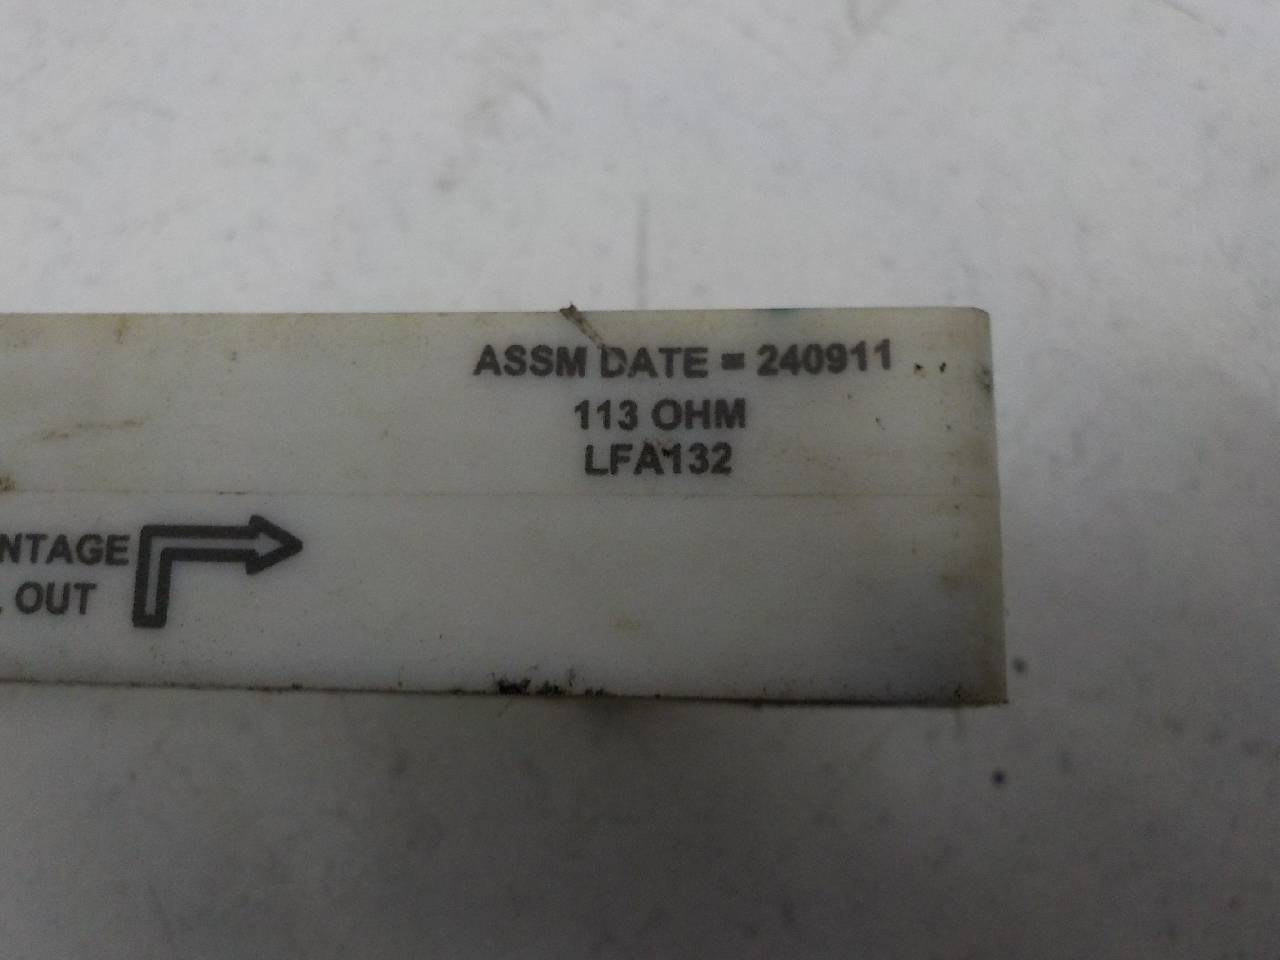 ASSM DATE = 240911
113 OHM
LFA132
NTAGE
OUT